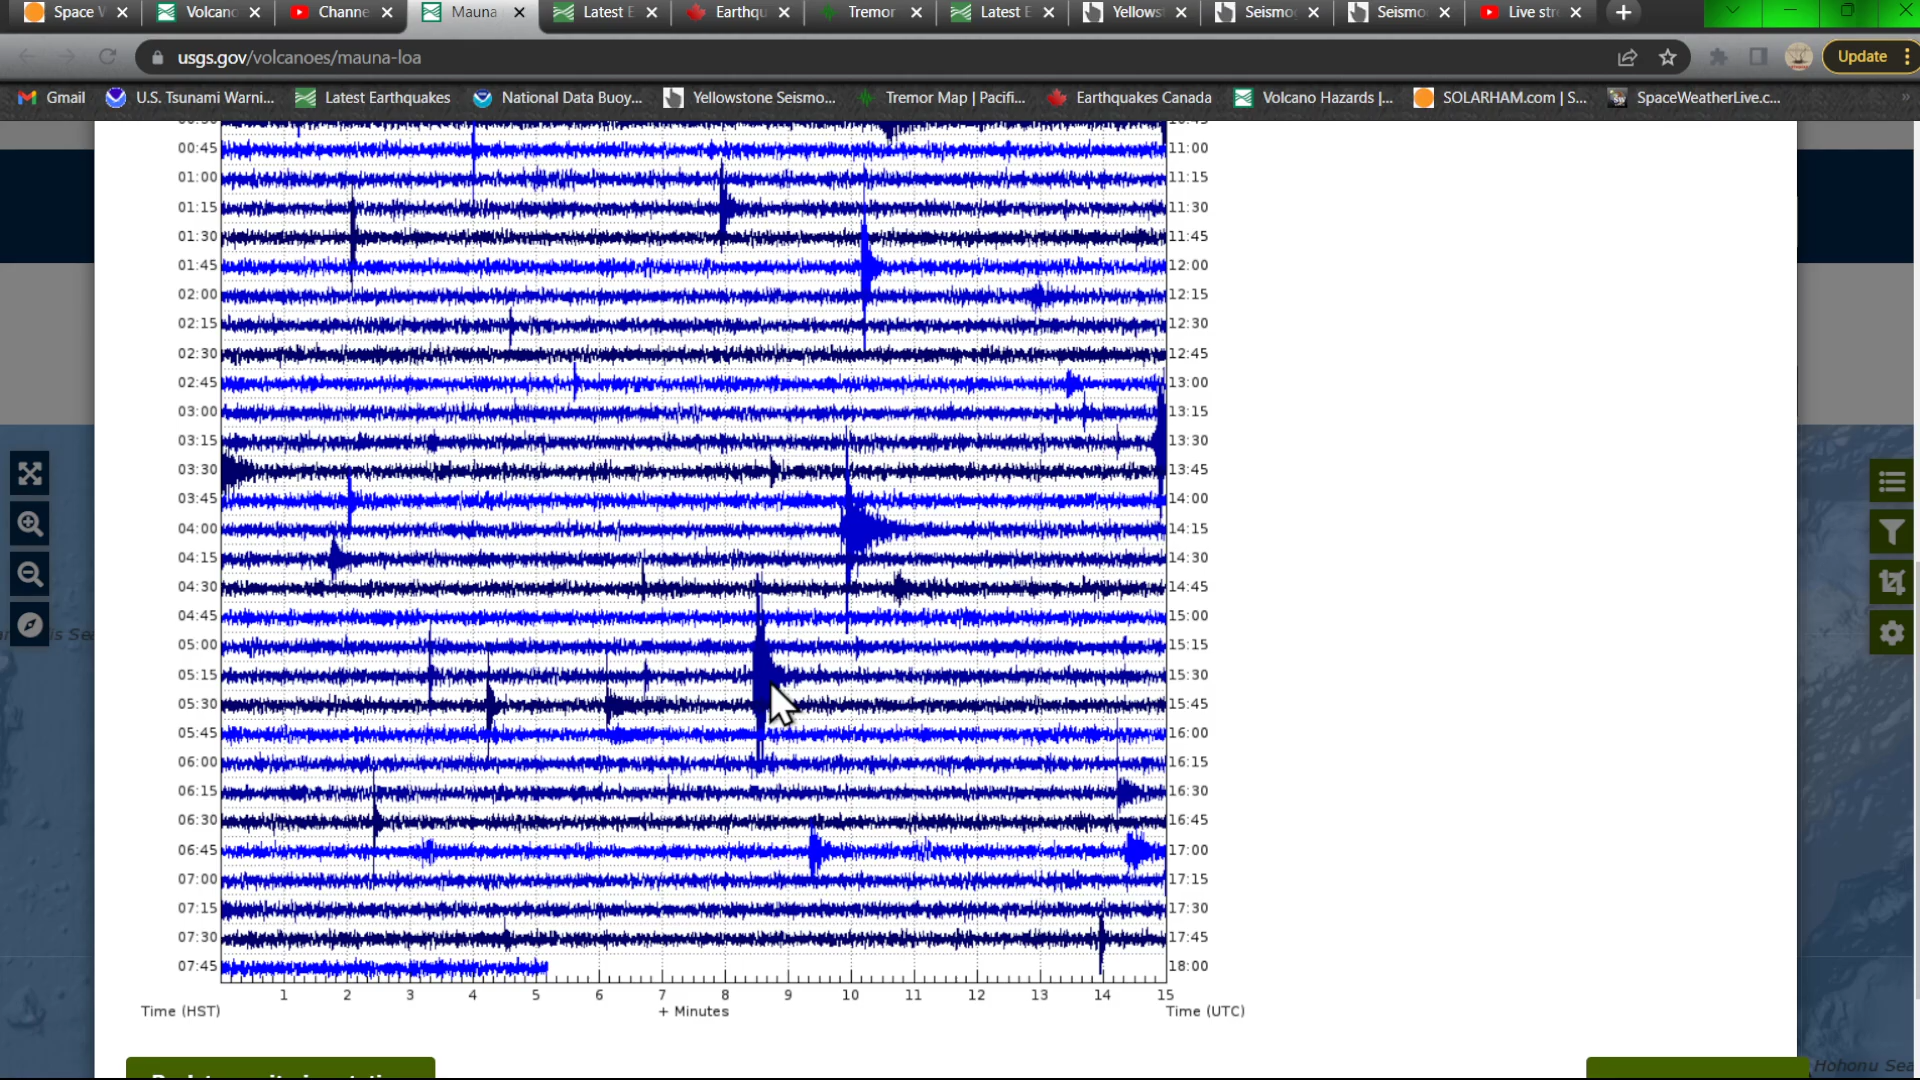 Space V
Volcano
Channe
Mauna
Latest E
Earthqu
Tremor
Latest E
Yellows
Seismo
Seismo
Live str
usgs.gov/volcanoes/mauna-loa
Update
Gmail
U.S. Tsunami Warni...
Latest Earthquakes
National Data Buoy...
Yellowstone Seismo...
Tremor Map | Pacifi...
Earthquakes Canada
Volcano Hazards |...
SOLARHAM.com | S...
SpaceWeatherLive.c...
00:45 11:00
01:00 11:15
01:15 11:30
01:30 11:45
01:45 12:00
02:00 12:15
02:15 12:30
02:30 12:45
02:45 13:00
03:00 13:15
03:15 13:30
03:30 13:45
03:45 14:00
04:00 14:15
04:15 14:30
04:30 14:45
04:45 15:00
05:00 15:15
05:15 15:30
05:30 15:45
05:45 16:00
06:00 16:15
06:15 16:30
06:30 16:45
06:45 17:00
07:00 17:15
07:15 17:30
07:30 17:45
07:45 18:00
1 2 3 4 5 6 7 8 9 10 11 12 13 14 15
Time (HST) + Minutes Time (UTC)
Hohonu Sea